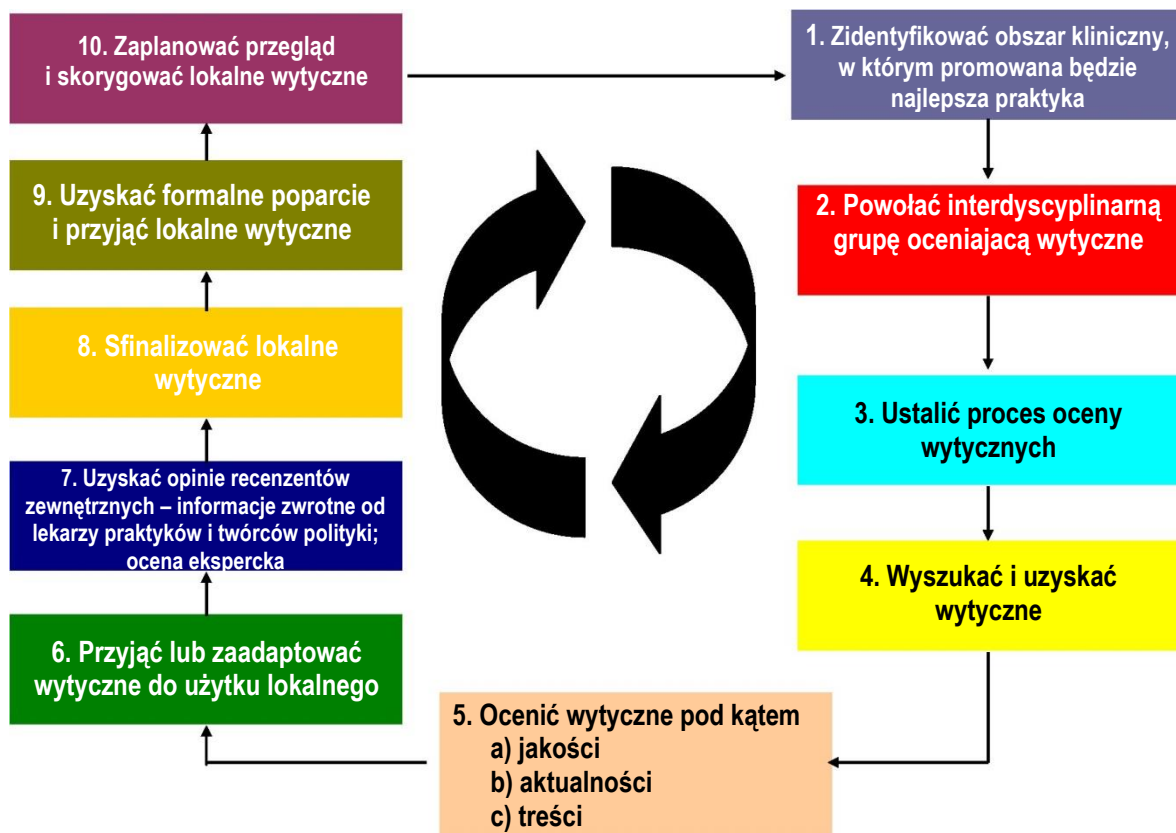 10. Zaplanować przegląd
i skorygować lokalne wytyczne
1. Zidentyfikować obszar kliniczny,
w którym promowana będzie
najlepsza praktyka
9. Uzyskać formalne poparcie
i przyjąć lokalne wytyczne
2. Powołać interdyscyplinarną
grupę oceniajacą wytyczne
8. Sfinalizować lokalne
wytyczne
3. Ustalić proces oceny
wytycznych
7. Uzyskać opinie recenzentów
zewnętrznych – informacje zwrotne od
lekarzy praktyków i twórców polityki;
ocena ekspercka
4. Wyszukać i uzyskać
wytyczne
6. Przyjąć lub zaadaptować
wytyczne do użytku lokalnego
5. Ocenić wytyczne pod kątem
a) jakości
b) aktualności
c) treści